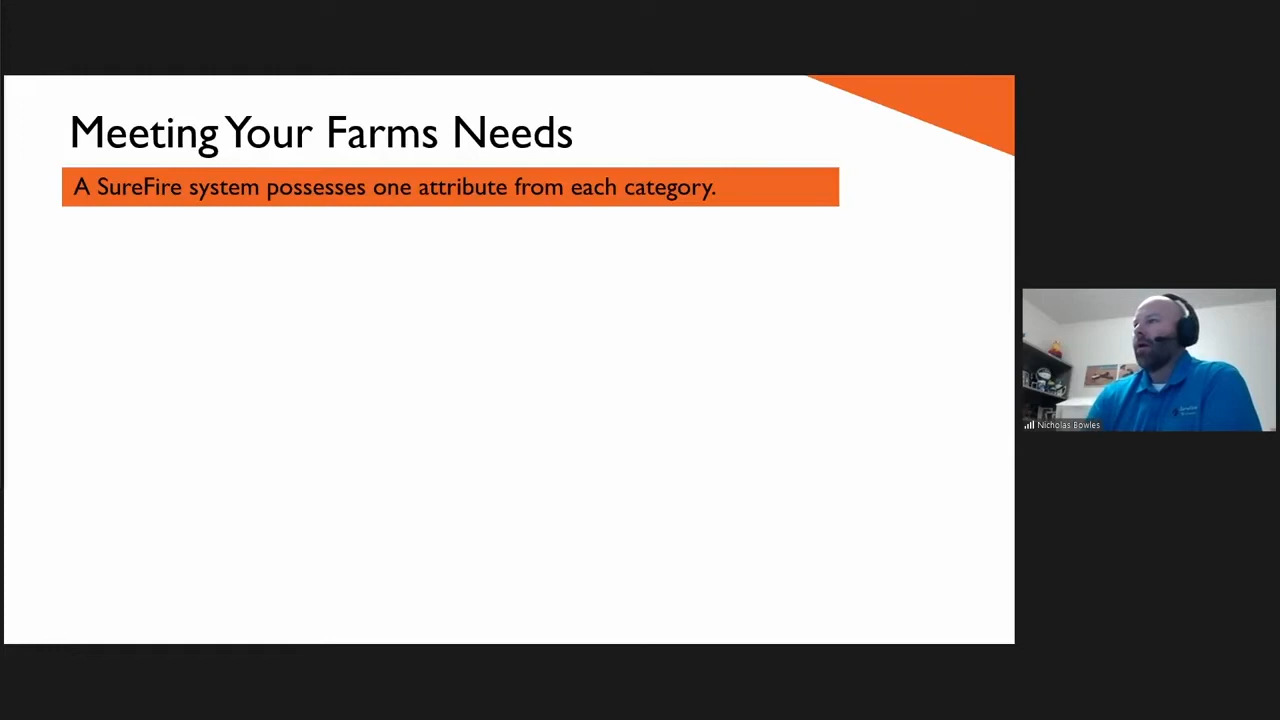 Meeting Your Farms Needs
A SureFire system possesses one attribute from each category.
Nicholas Bowles